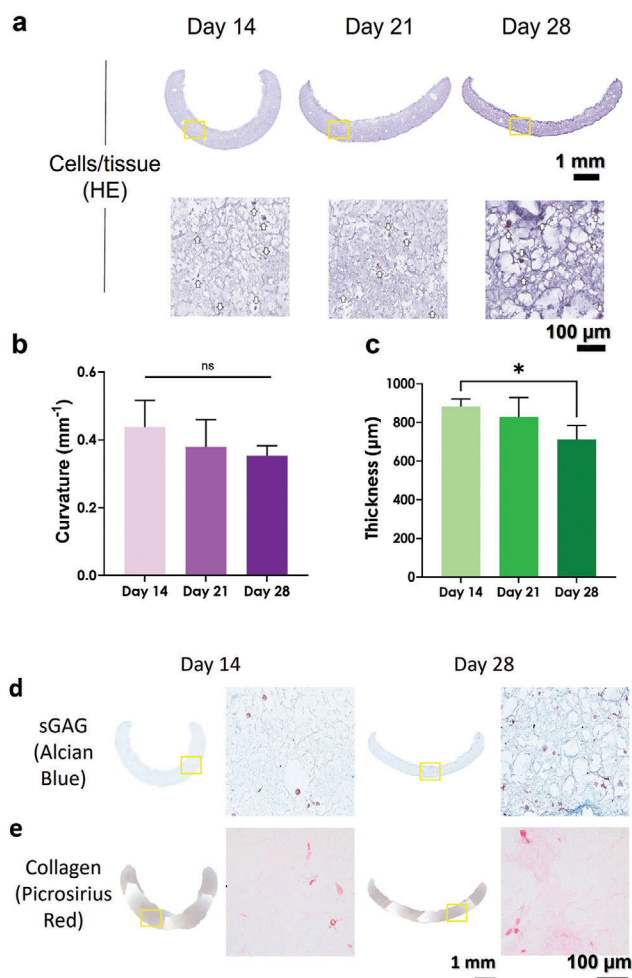 a
Day 14 Day 21 Day 28
Cells/tissue
(HE)
1 mm
100 µm
b
ns
Curvature (mm⁻¹)
0.6
0.4
0.2
0.0
Day 14 Day 21 Day 28
c
*
Thickness (µm)
1000
800
600
400
200
0
Day 14 Day 21 Day 28
Day 14 Day 28
d
sGAG
(Alcian
Blue)
e
Collagen
(Picrosirius
Red)
1 mm 100 µm